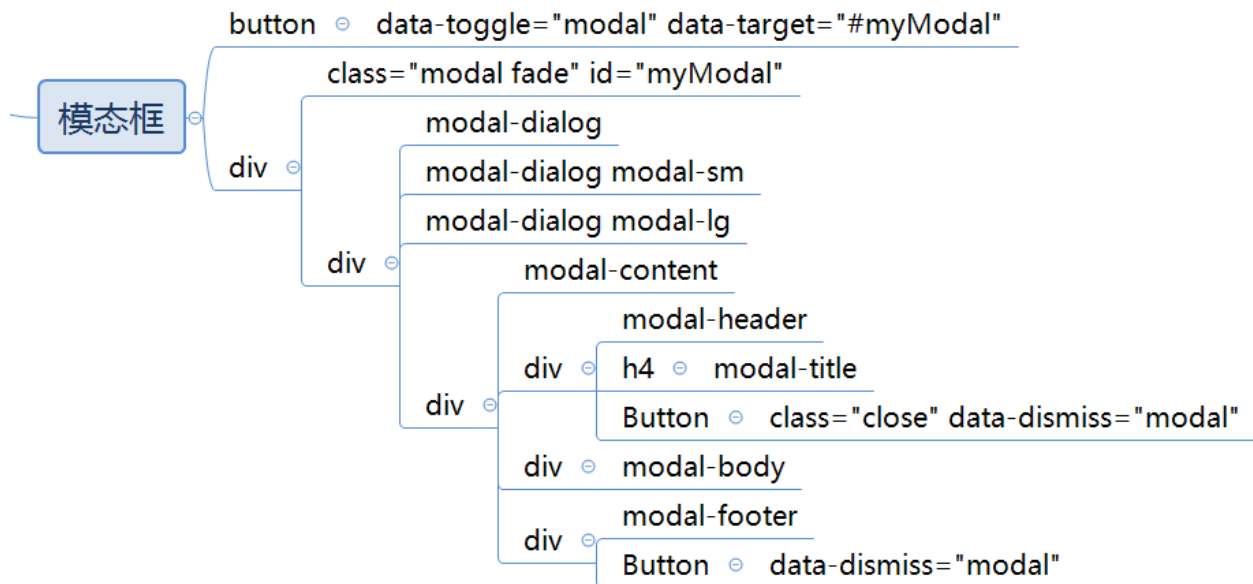 button data-toggle="modal" data-target="#myModal"
class="modal fade" id="myModal"
模态框
modal-dialog
div
modal-dialog modal-sm
modal-dialog modal-lg
div
modal-content
modal-header
div
h4 modal-title
div
Button class="close" data-dismiss="modal"
div modal-body
modal-footer
div
Button data-dismiss="modal"